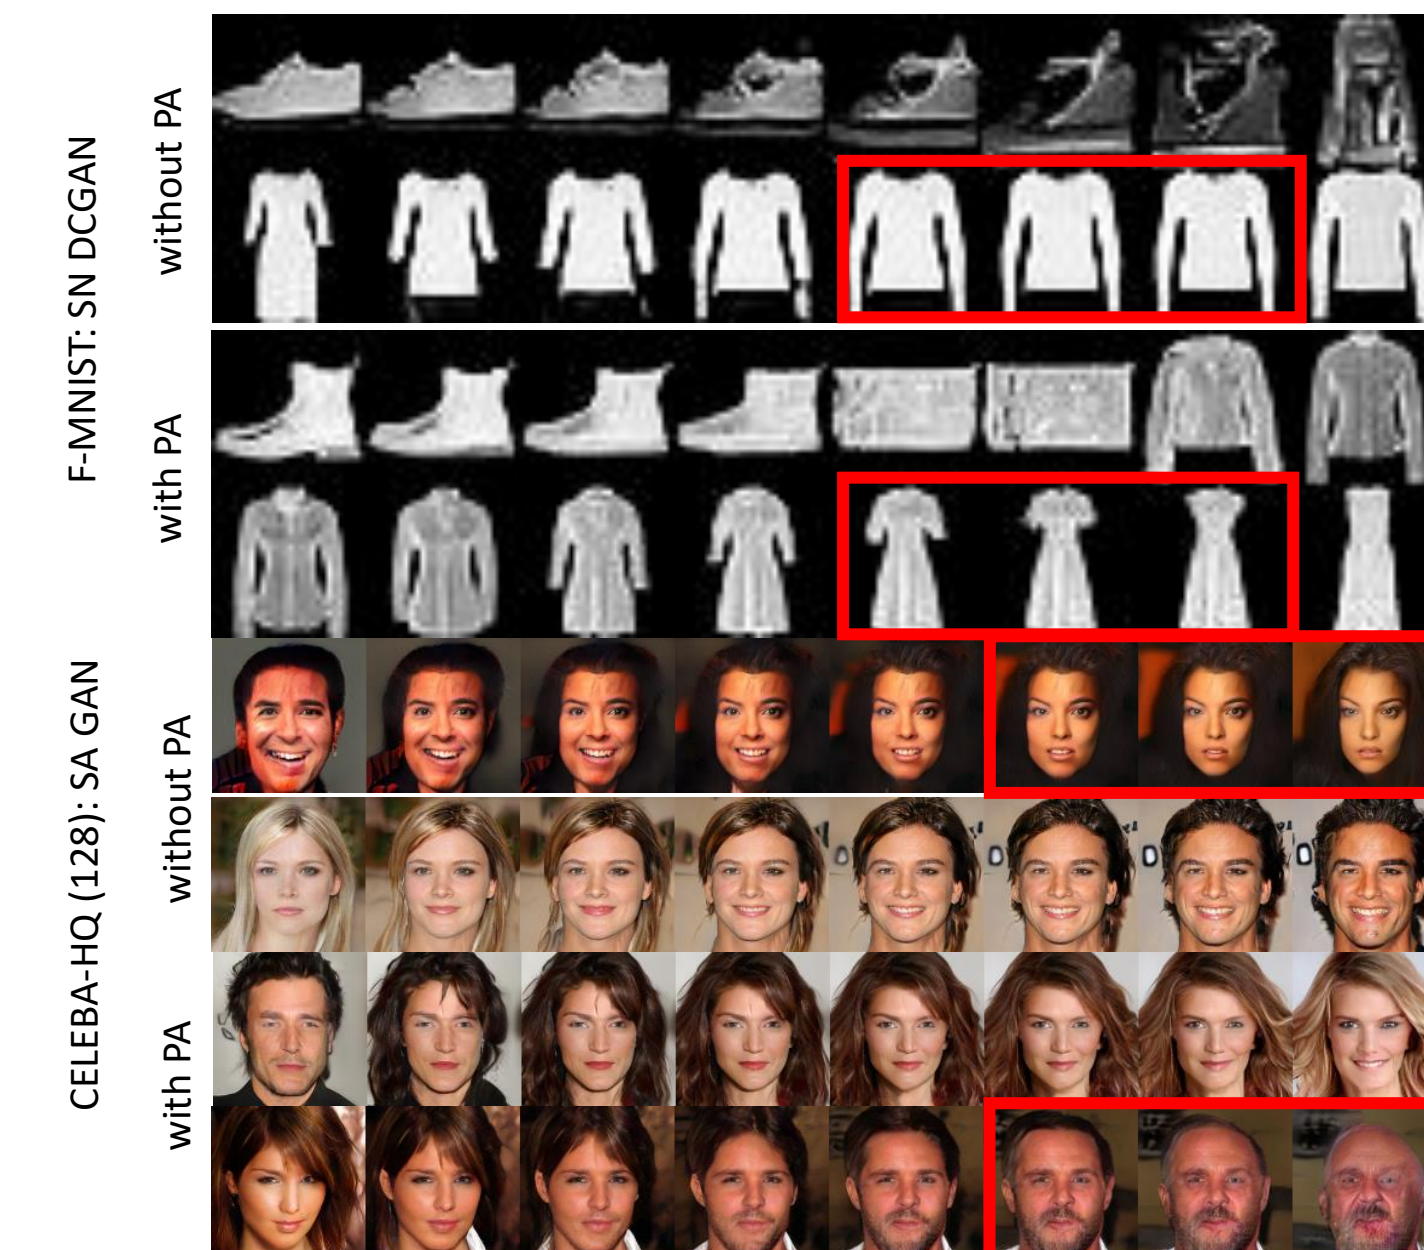 F-MNIST: SN DCGAN
without PA
with PA
CELEBA-HQ (128): SA GAN
without PA
with PA